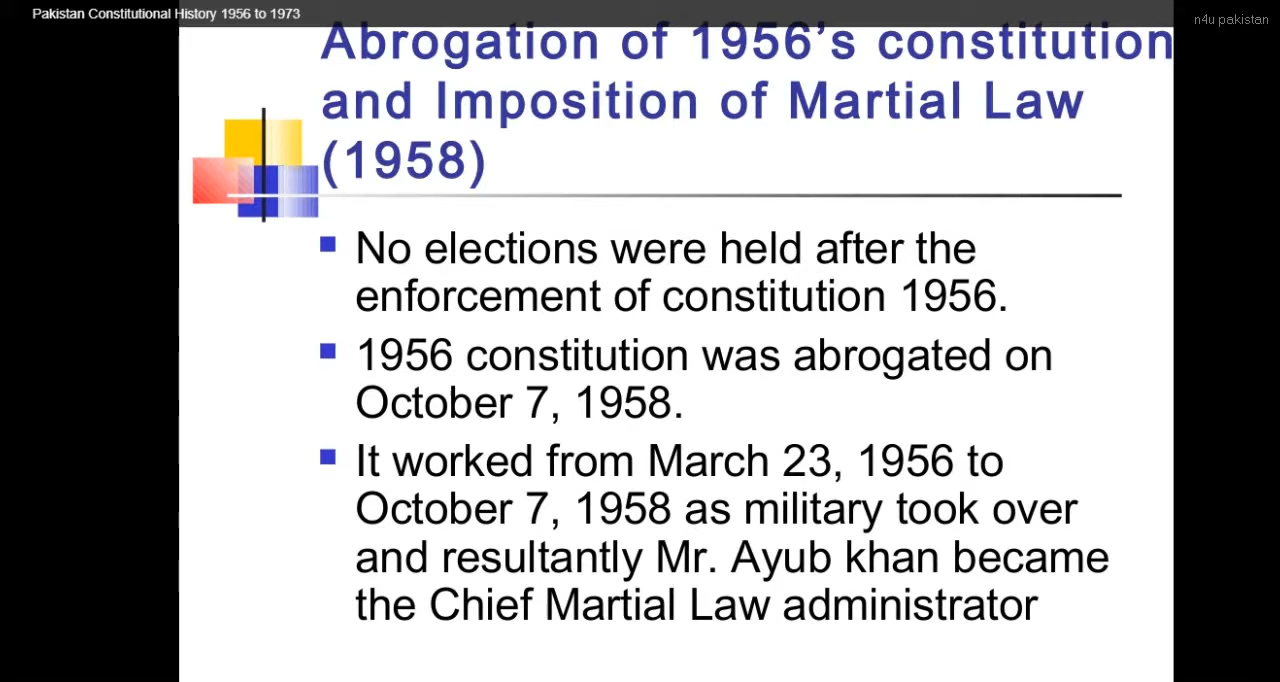 Pakistan Constitutional History 1956 to 1973
n4u pakistan
Abrogation of 1956’s constitution
and Imposition of Martial Law
(1958)
No elections were held after the
enforcement of constitution 1956.
1956 constitution was abrogated on
October 7, 1958.
It worked from March 23, 1956 to
October 7, 1958 as military took over
and resultantly Mr. Ayub khan became
the Chief Martial Law administrator